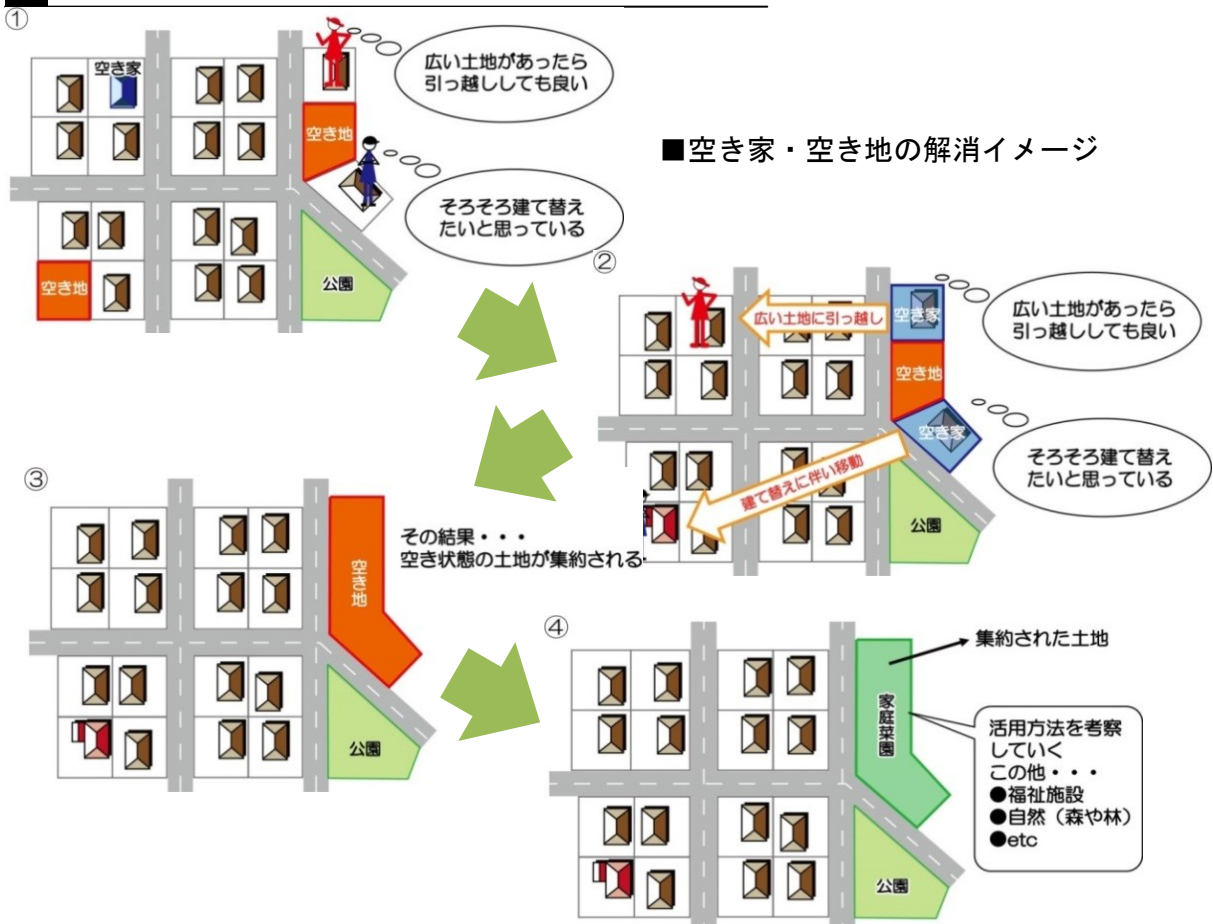 ①
空き家
広い土地があったら
引っ越ししても良い
空き地
そろそろ建て替え
たいと思っている
空き地
公園
■空き家・空き地の解消イメージ
②
広い土地に引っ越し
空き家
広い土地があったら
引っ越ししても良い
空き地
空き家
そろそろ建て替え
たいと思っている
建て替えに伴い移動
公園
③
その結果・・・
空き状態の土地が集約される
空き地
公園
④
集約された土地
家庭菜園
活用方法を考察
していく
この他・・・
●福祉施設
●自然（森や林）
●etc
公園